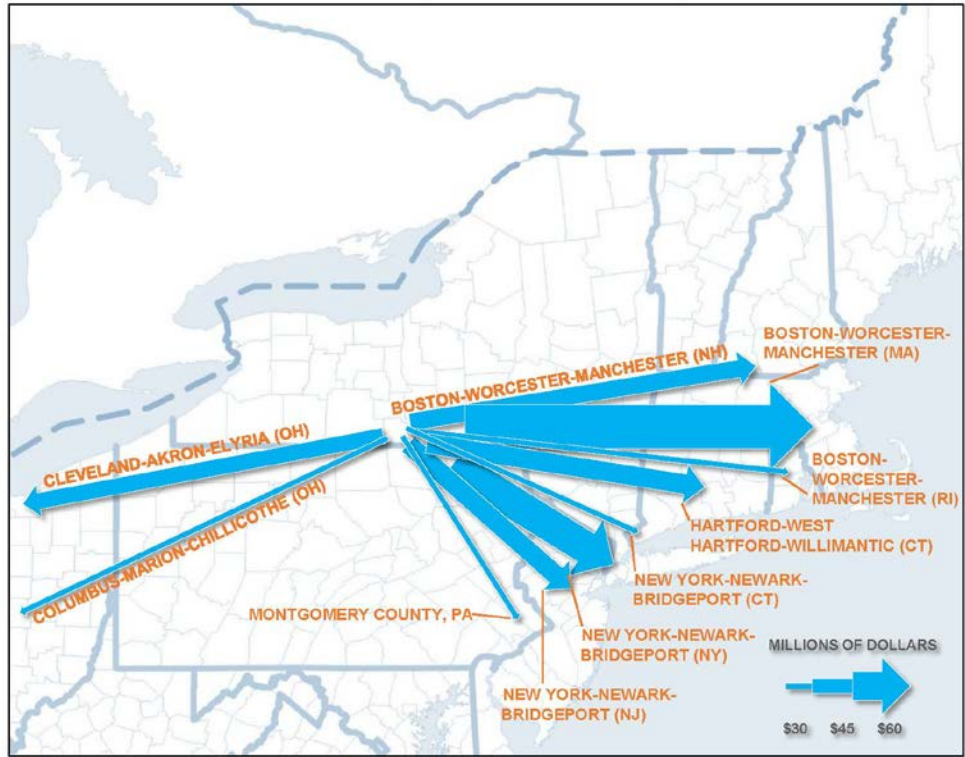 BOSTON-WORCESTER-
MANCHESTER (MA)
BOSTON-WORCESTER-MANCHESTER (NH)
CLEVELAND-AKRON-ELYRIA (OH)
BOSTON-
WORCESTER-
MANCHESTER (RI)
COLUMBUS-MARION-CHILLICOTHE (OH)
HARTFORD-WEST
HARTFORD-WILLIMANTIC (CT)
NEW YORK-NEWARK-
BRIDGEPORT (CT)
MONTGOMERY COUNTY, PA
NEW YORK-NEWARK-
BRIDGEPORT (NY)
NEW YORK-NEWARK-
BRIDGEPORT (NJ)
MILLIONS OF DOLLARS
$30 $45 $60